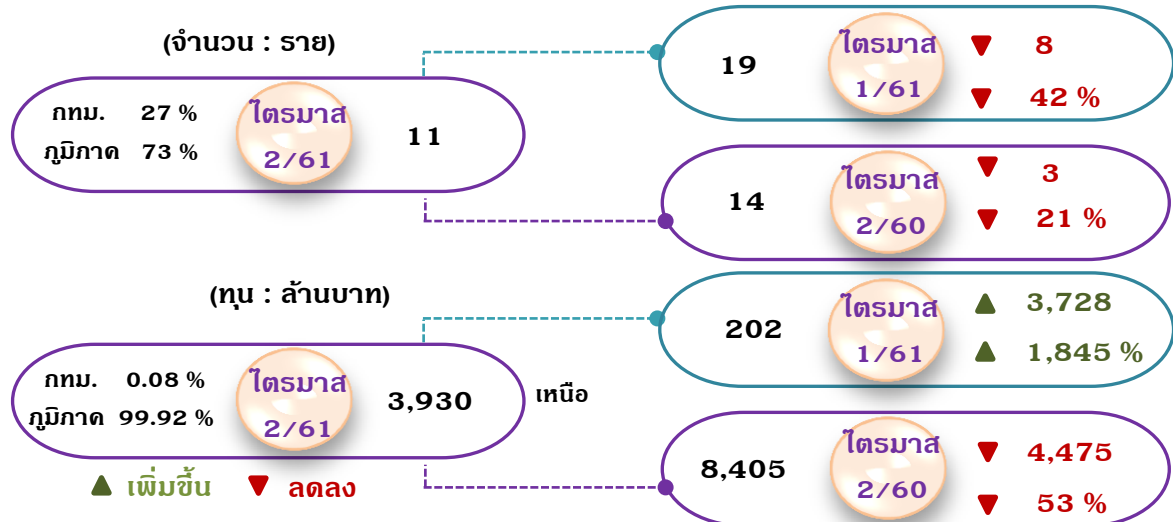 (จำนวน : ราย)
กทม. 27 %
ภูมิภาค 73 %
ไตรมาส
2/61
11
19
ไตรมาส
1/61
▼ 8
▼ 42 %
14
ไตรมาส
2/60
▼ 3
▼ 21 %
(ทุน : ล้านบาท)
กทม. 0.08 %
ภูมิภาค 99.92 %
ไตรมาส
2/61
3,930
เหนือ
202
ไตรมาส
1/61
▲ 3,728
▲ 1,845 %
8,405
ไตรมาส
2/60
▼ 4,475
▼ 53 %
▲ เพิ่มขึ้น ▼ ลดลง